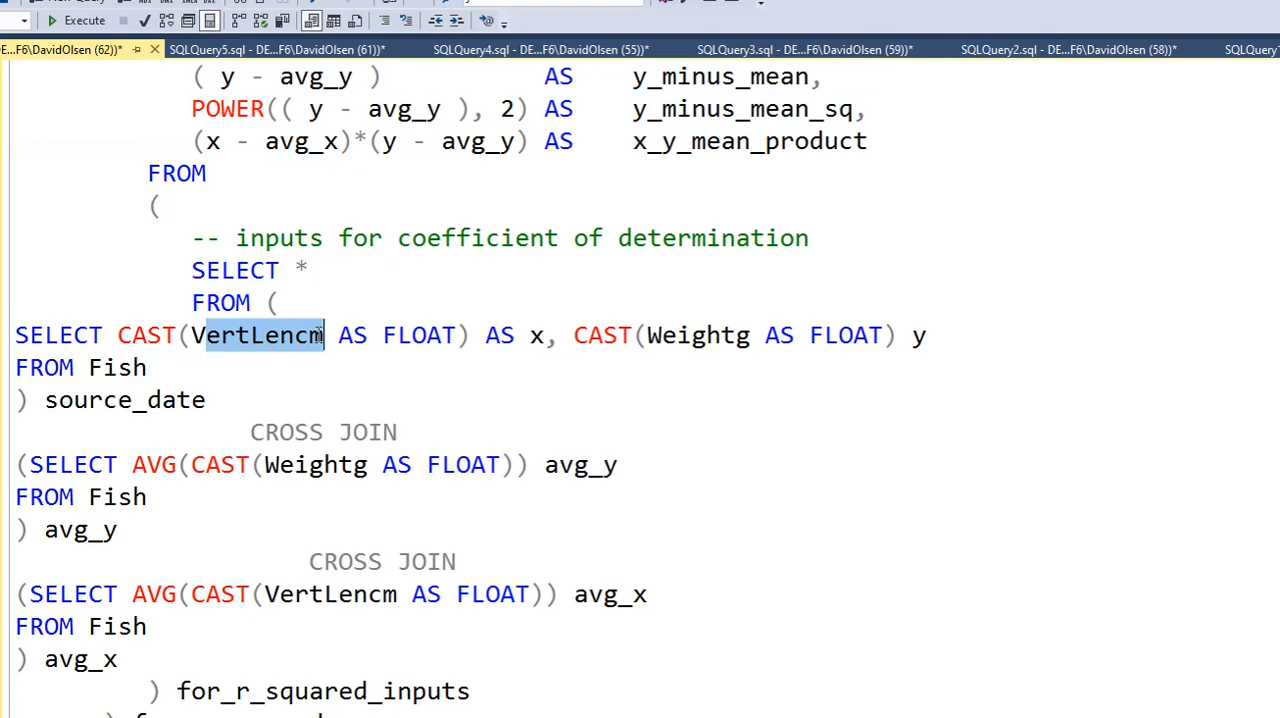 Execute
DE...F6\DavidOlsen (62))* SQLQuery5.sql - DE...F6\DavidOlsen (61))* SQLQuery4.sql - DE...F6\DavidOlsen (55))* SQLQuery3.sql - DE...F6\DavidOlsen (59))* SQLQuery2.sql - DE...F6\DavidOlsen (58))* SQLQuery1
( y - avg_y ) AS y_minus_mean,
POWER(( y - avg_y ), 2) AS y_minus_mean_sq,
(x - avg_x)*(y - avg_y) AS x_y_mean_product
FROM
(
-- inputs for coefficient of determination
SELECT *
FROM (
SELECT CAST(VertLencm AS FLOAT) AS x, CAST(Weightg AS FLOAT) y
FROM Fish
) source_date
CROSS JOIN
(SELECT AVG(CAST(Weightg AS FLOAT)) avg_y
FROM Fish
) avg_y
CROSS JOIN
(SELECT AVG(CAST(VertLencm AS FLOAT)) avg_x
FROM Fish
) avg_x
) for_r_squared_inputs